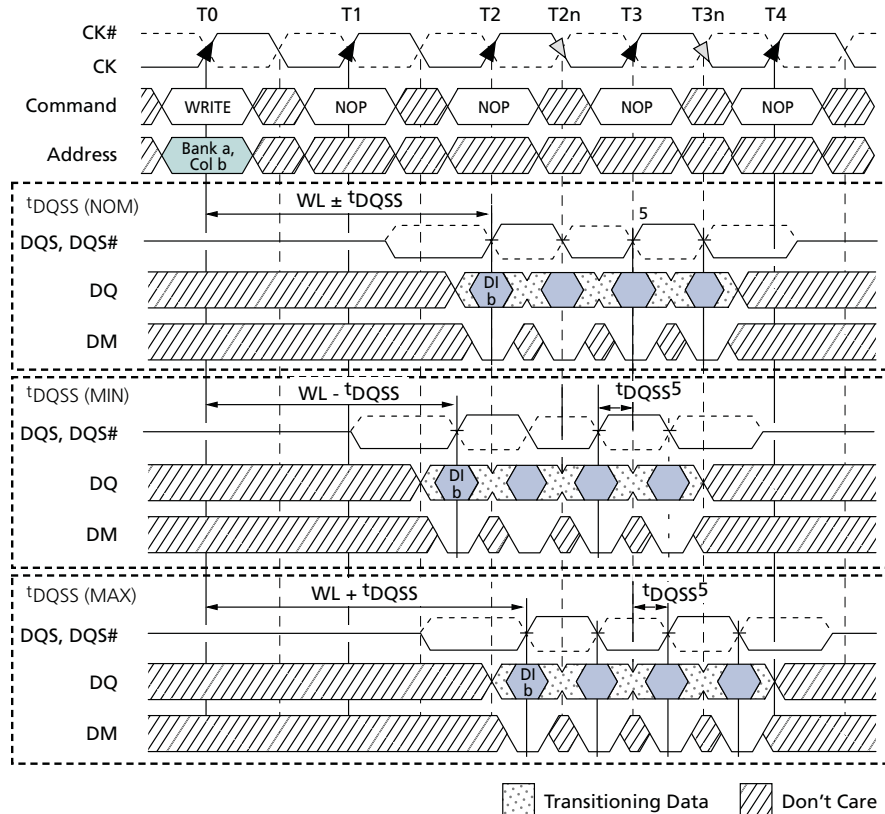 T0 T1 T2 T2n T3 T3n T4
CK#
CK
Command WRITE NOP NOP NOP NOP
Address Bank a,
Col b
tDQSS (NOM) WL ± tDQSS
5
DQS, DQS#
DQ DI
b
DM
tDQSS (MIN) WL - tDQSS tDQSS5
DQS, DQS#
DQ DI
b
DM
tDQSS (MAX) WL + tDQSS tDQSS5
DQS, DQS#
DQ DI
b
DM
Transitioning Data Don't Care